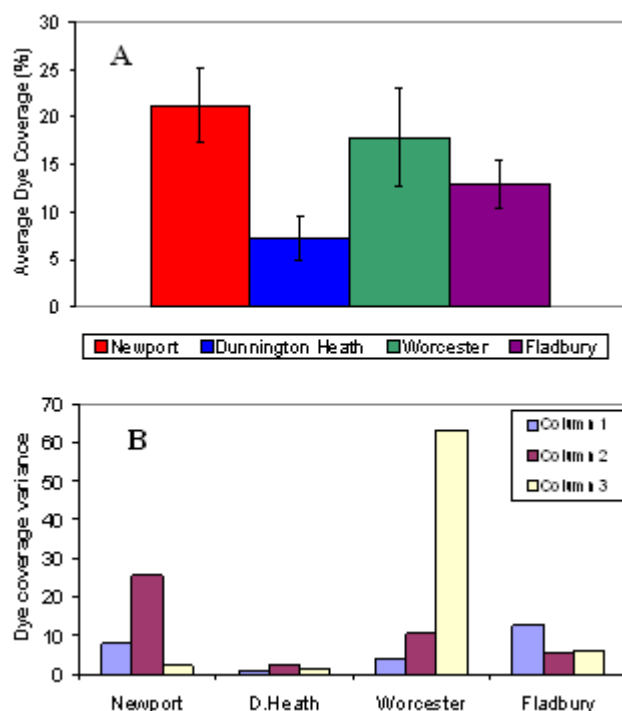 A
Average Dye Coverage (%)
30
25
20
15
10
5
0
Newport Dunnington Heath Worcester Fladbury
B
Dye coverage variance
70
60
50
40
30
20
10
0
Column 1
Column 2
Column 3
Newport D.Heath Worcester Fladbury